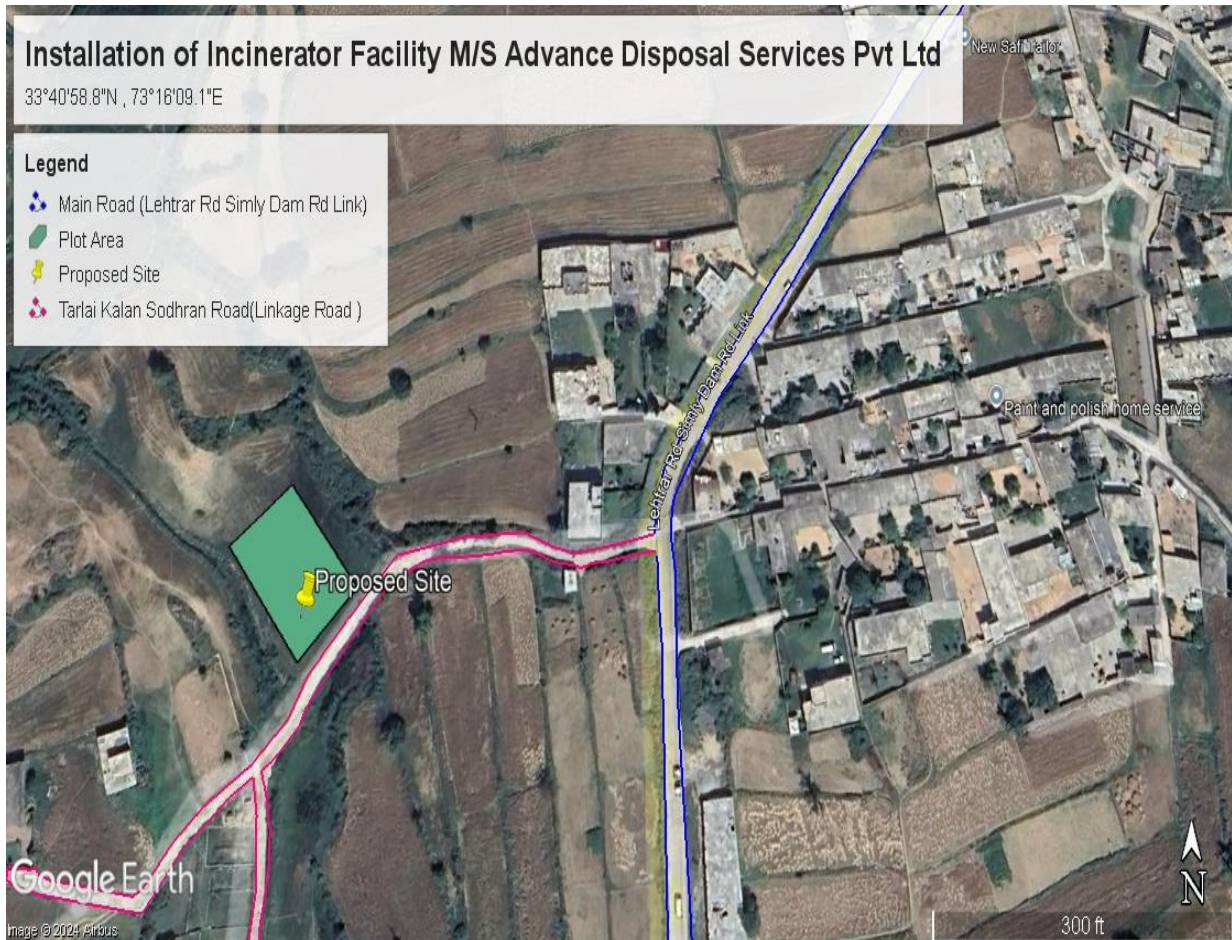 Installation of Incinerator Facility M/S Advance Disposal Services Pvt Ltd
33°40'58.8"N , 73°16'09.1"E
Legend
Main Road (Lehtrar Rd Simly Dam Rd Link)
Plot Area
Proposed Site
Tarlai Kalan Sodhran Road(Linkage Road )
New Safi Tailor
Lehtrar Rd Simly Dam Rd Link
Paint and polish home service
Proposed Site
Google Earth
Image © 2024 Airbus
N
300 ft